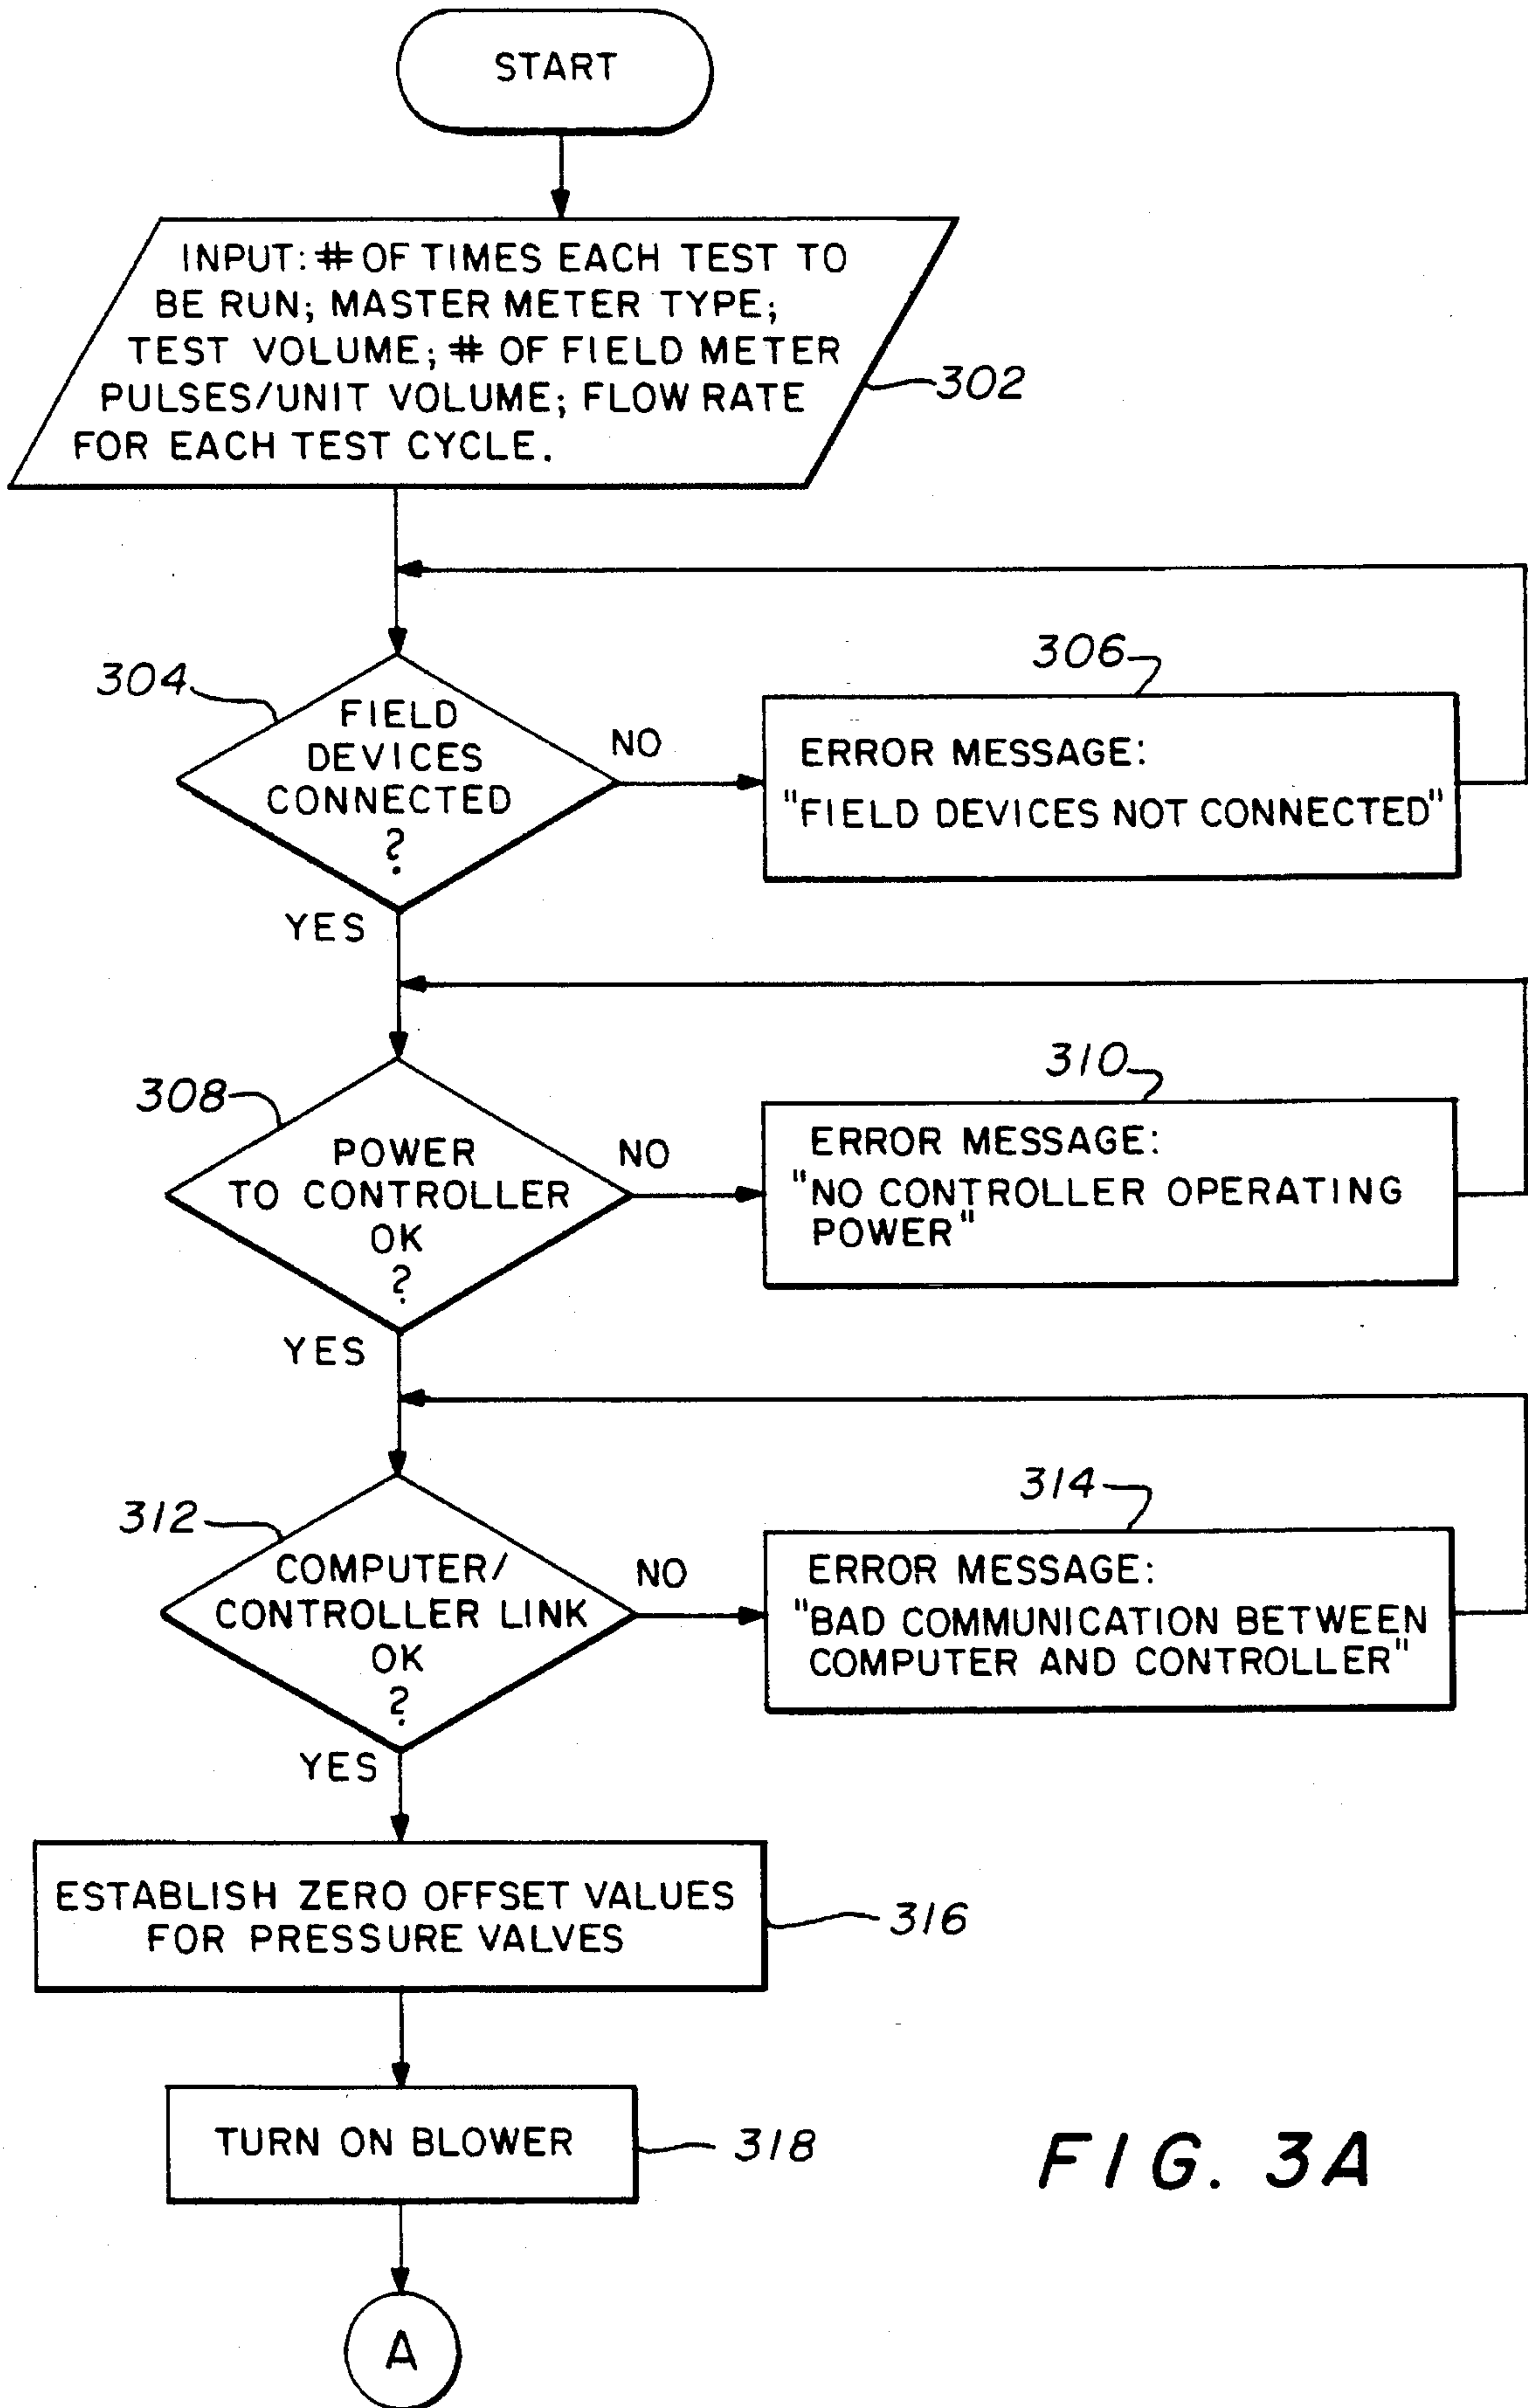 START
INPUT: # OF TIMES EACH TEST TO
BE RUN; MASTER METER TYPE;
TEST VOLUME; # OF FIELD METER
PULSES/UNIT VOLUME; FLOW RATE
FOR EACH TEST CYCLE.
302
304
FIELD
DEVICES
CONNECTED
?
NO
YES
306
ERROR MESSAGE:
"FIELD DEVICES NOT CONNECTED"
308
POWER
TO CONTROLLER
OK
?
NO
YES
310
ERROR MESSAGE:
"NO CONTROLLER OPERATING
POWER"
312
COMPUTER/
CONTROLLER LINK
OK
?
NO
YES
314
ERROR MESSAGE:
"BAD COMMUNICATION BETWEEN
COMPUTER AND CONTROLLER"
ESTABLISH ZERO OFFSET VALUES
FOR PRESSURE VALVES
316
TURN ON BLOWER
318
A
FIG. 3A